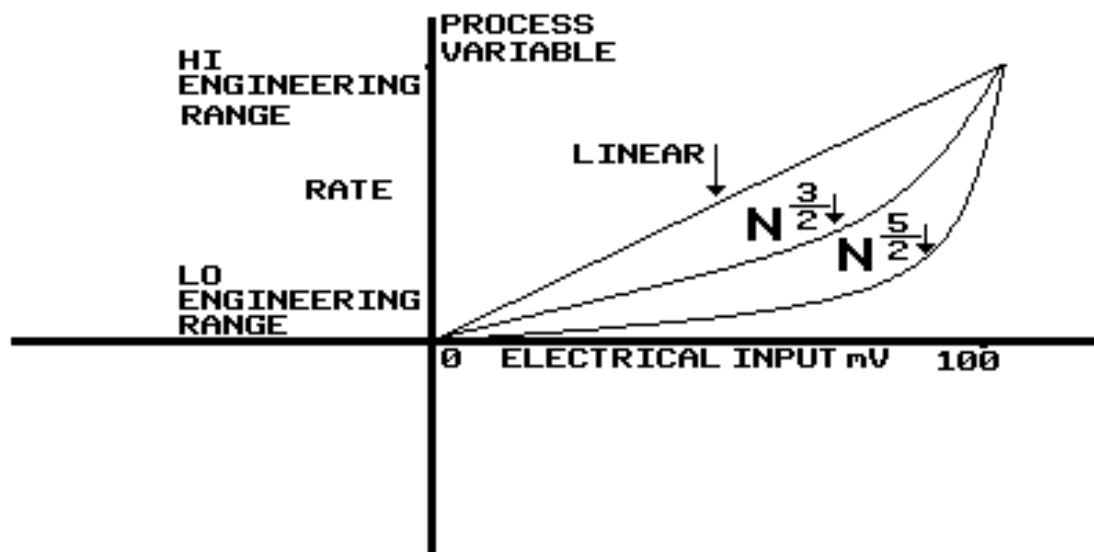 PROCESS
VARIABLE
HI
ENGINEERING
RANGE
LINEAR
RATE
N 3/2
N 5/2
LO
ENGINEERING
RANGE
0 ELECTRICAL INPUT mV 100